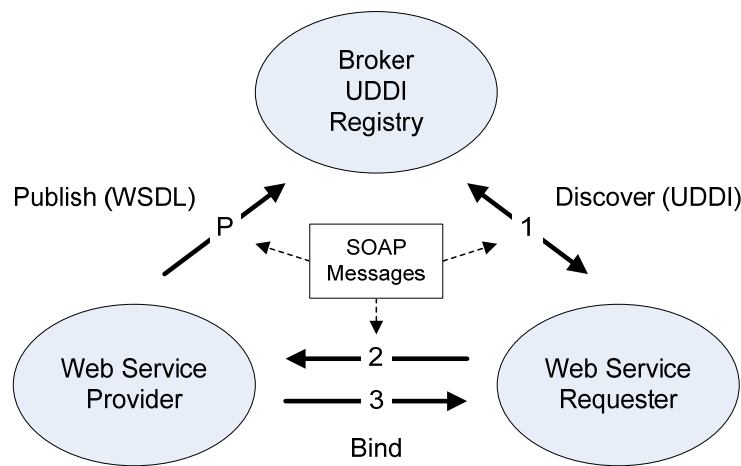 Broker
UDDI
Registry
Publish (WSDL)
Discover (UDDI)
P
1
SOAP
Messages
Web Service
Provider
2
3
Web Service
Requester
Bind